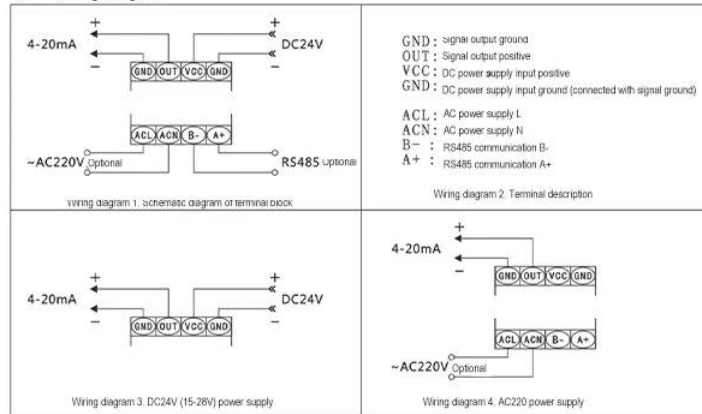 + +
4-20mA DC24V
− −
GND OUT VCC GND
ACL ACN B- A+
~AC220V Optional RS485 Optional
Wiring diagram 1. Schematic diagram of terminal block
GND: Signal output ground
OUT: Signal output positive
VCC: DC power supply input positive
GND: DC power supply input ground (connected with signal ground)
ACL: AC power supply L
ACN: AC power supply N
B- : RS485 communication B-
A+ : RS485 communication A+
Wiring diagram 2. Terminal description
+ +
4-20mA DC24V
− −
GND OUT VCC GND
Wiring diagram 3. DC24V (15-28V) power supply
+
4-20mA
−
GND OUT VCC GND
ACL ACN B- A+
~AC220V Optional
Wiring diagram 4. AC220 power supply